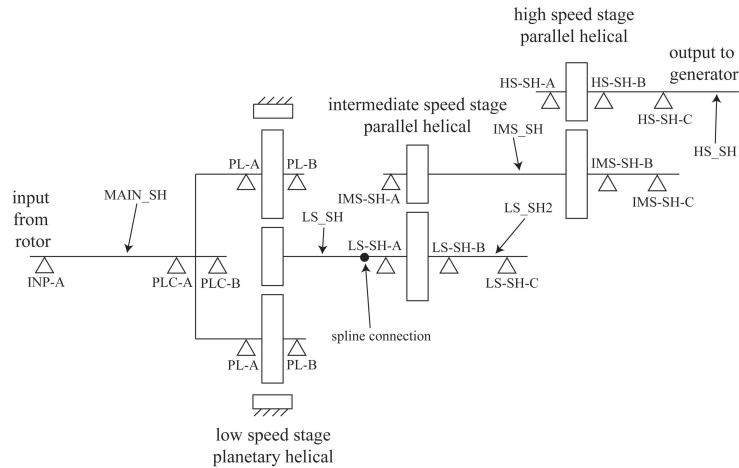 high speed stage
parallel helical
output to
generator
HS-SH-A
HS-SH-B
HS-SH-C
HS_SH
intermediate speed stage
parallel helical
IMS_SH
PL-A
PL-B
IMS-SH-A
IMS-SH-B
IMS-SH-C
input
from
rotor
MAIN_SH
LS_SH
LS_SH2
LS-SH-A
LS-SH-B
INP-A
PLC-A
PLC-B
LS-SH-C
spline connection
PL-A
PL-B
low speed stage
planetary helical